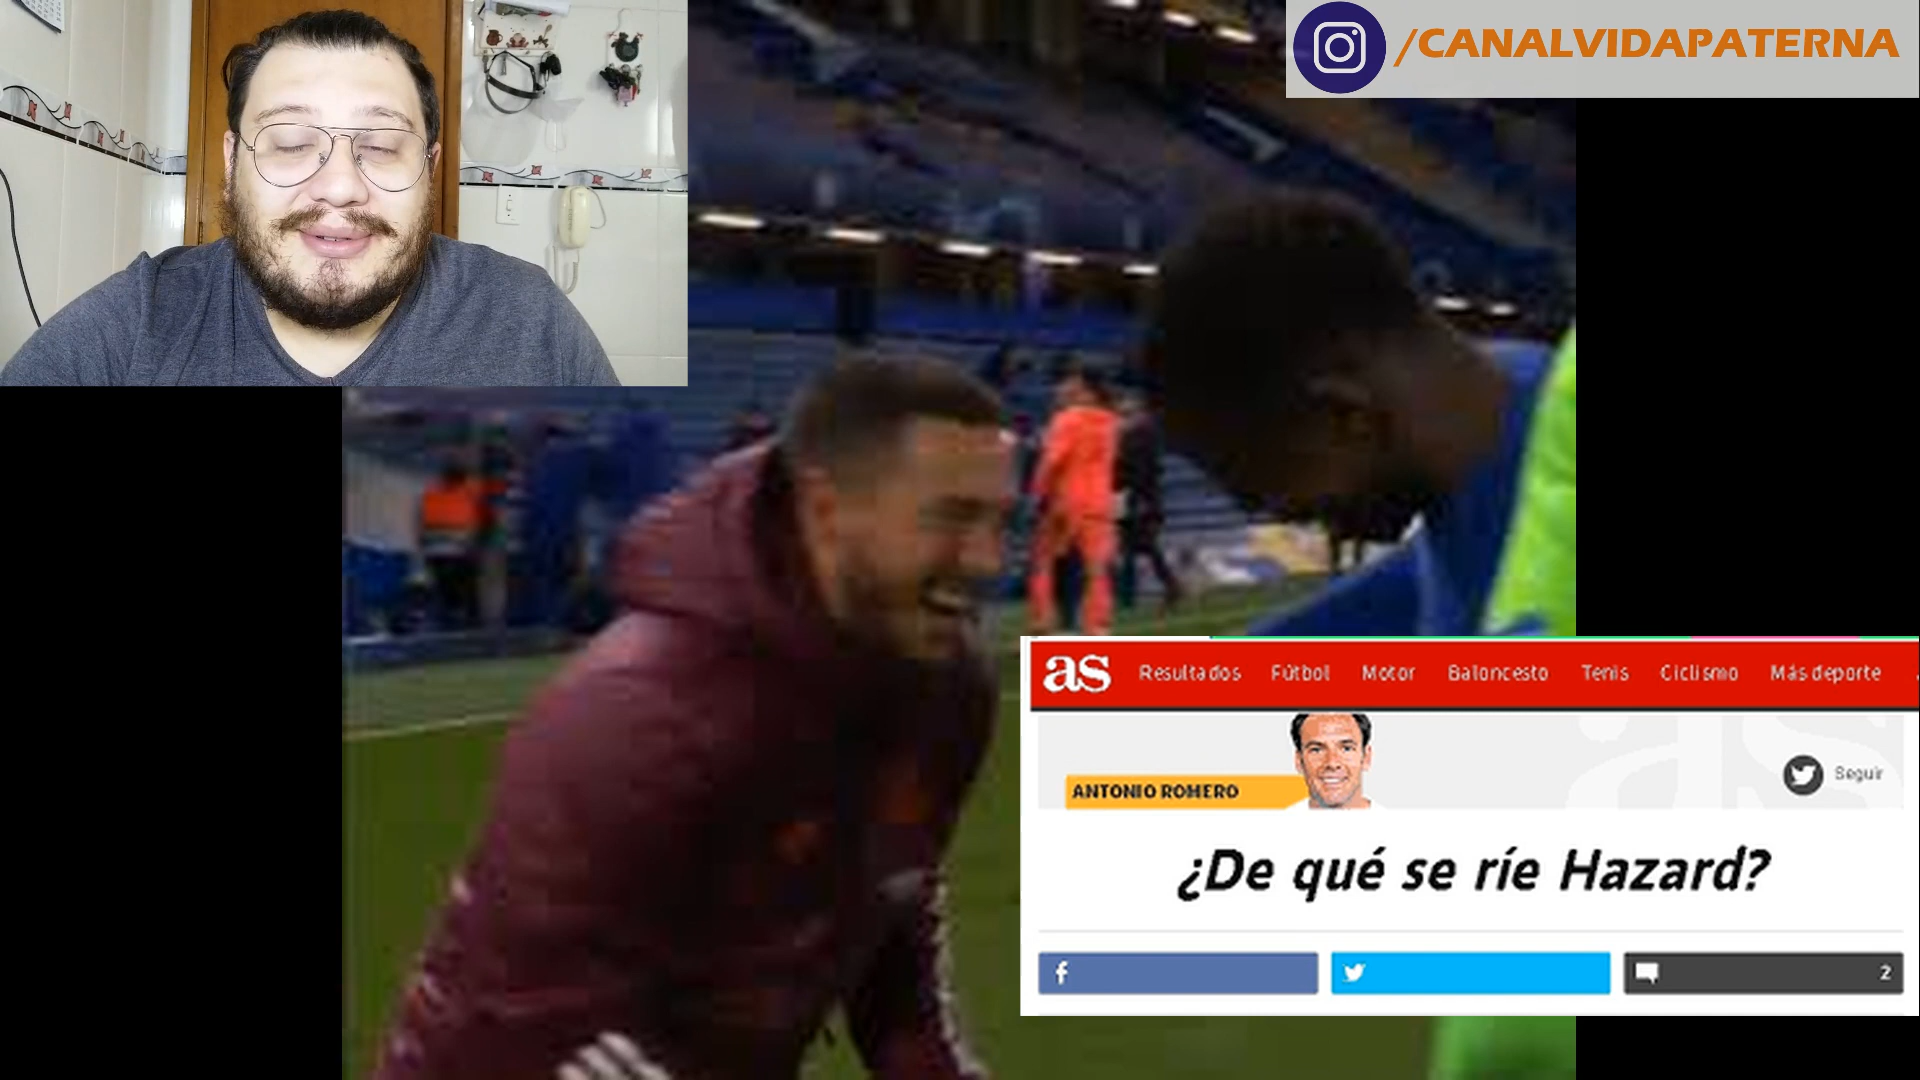 /CANALVIDAPATERNA
as Resultados Fútbol Motor Baloncesto Tenis Ciclismo Más deporte
ANTONIO ROMERO
Seguir
¿De qué se ríe Hazard?
2